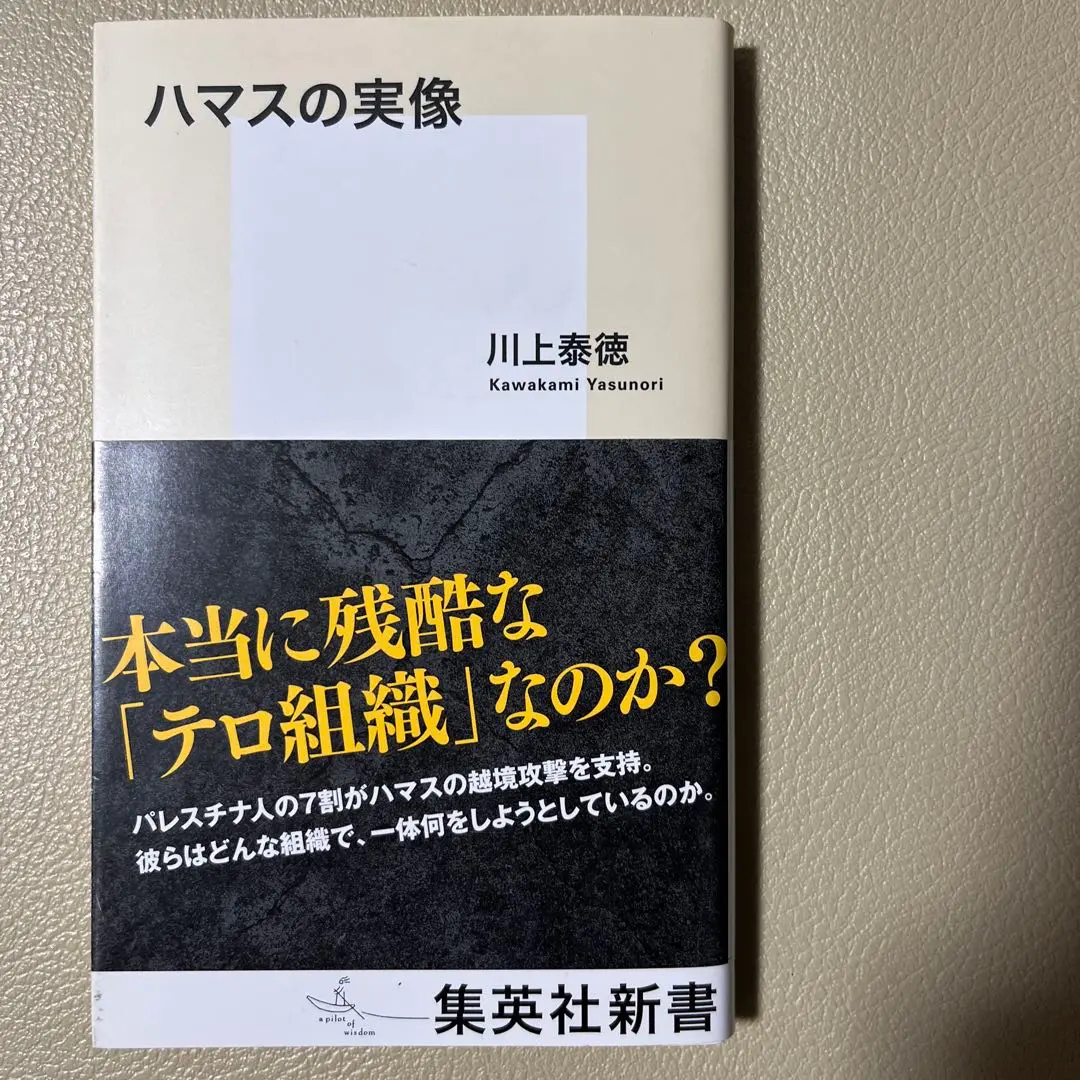 ハマスの実像
川上泰徳
Kawakami Yasunori
本当に残酷な
「テロ組織」なのか?
パレスチナ人の7割がハマスの越境攻撃を支持。
彼らはどんな組織で、一体何をしようとしているのか。
a pilot
of
wisdom
集英社新書